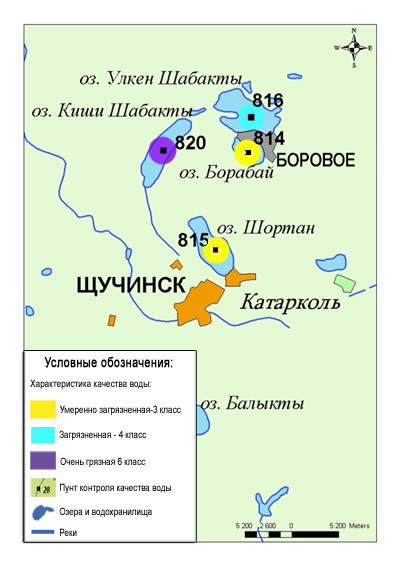 N
W E
S
оз. Улкен Шабакты
816
оз. Киши Шабакты
814
820
БОРОВОЕ
оз. Борабай
оз. Шортан
815
ЩУЧИНСК
Катарколь
Условные обозначения:
Характеристика качества воды:
Умеренно загрязненная-3 класс
Загрязненная - 4 класс
Очень грязная 6 класс
28 Пункт контроля качества воды
Озера и водохранилища
Реки
оз. Балыкты
5 200 2 600 0 5 200 Meters